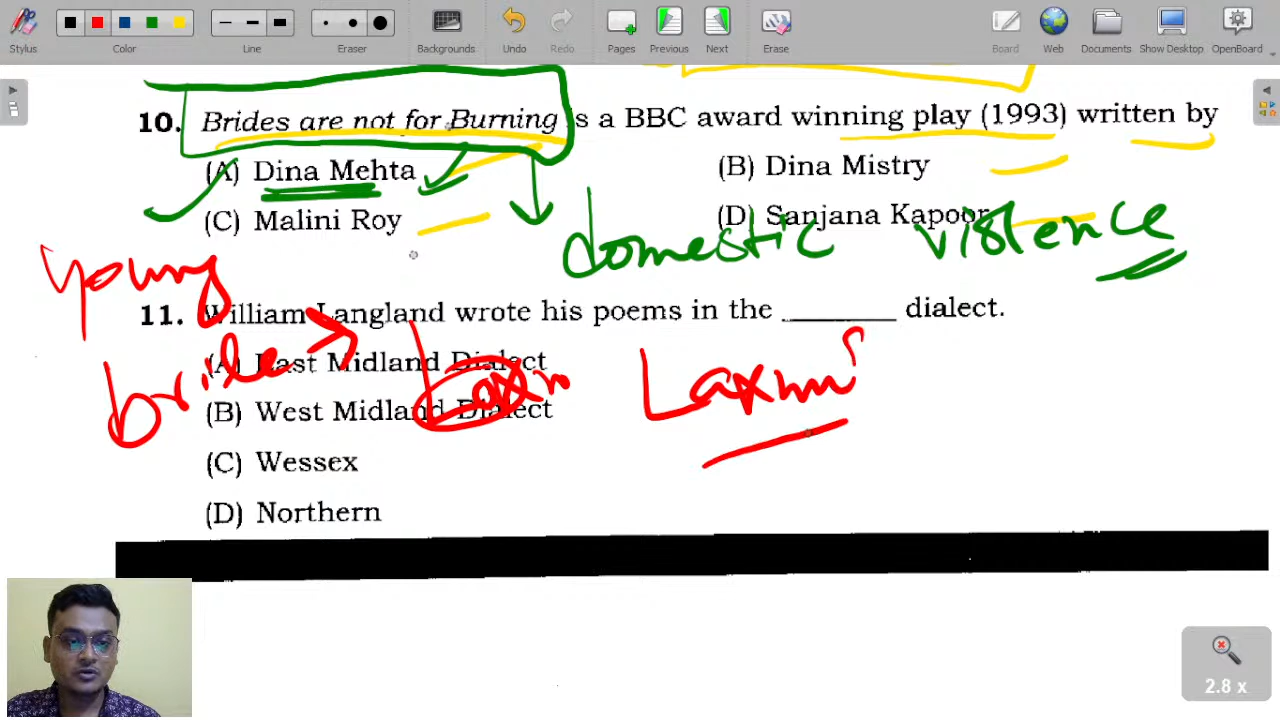 Stylus Color Line Eraser Backgrounds Undo Redo Pages Previous Next Erase Board Web Documents Show Desktop OpenBoard
10. Brides are not for Burning is a BBC award winning play (1993) written by
(A) Dina Mehta (B) Dina Mistry
(C) Malini Roy (D) Sanjana Kapoor
domestic violence
young
11. William Langland wrote his poems in the ________ dialect.
bride
(A) East Midland Dialect
Laxm Laxmi
(B) West Midland Dialect
(C) Wessex
(D) Northern
2.8 x